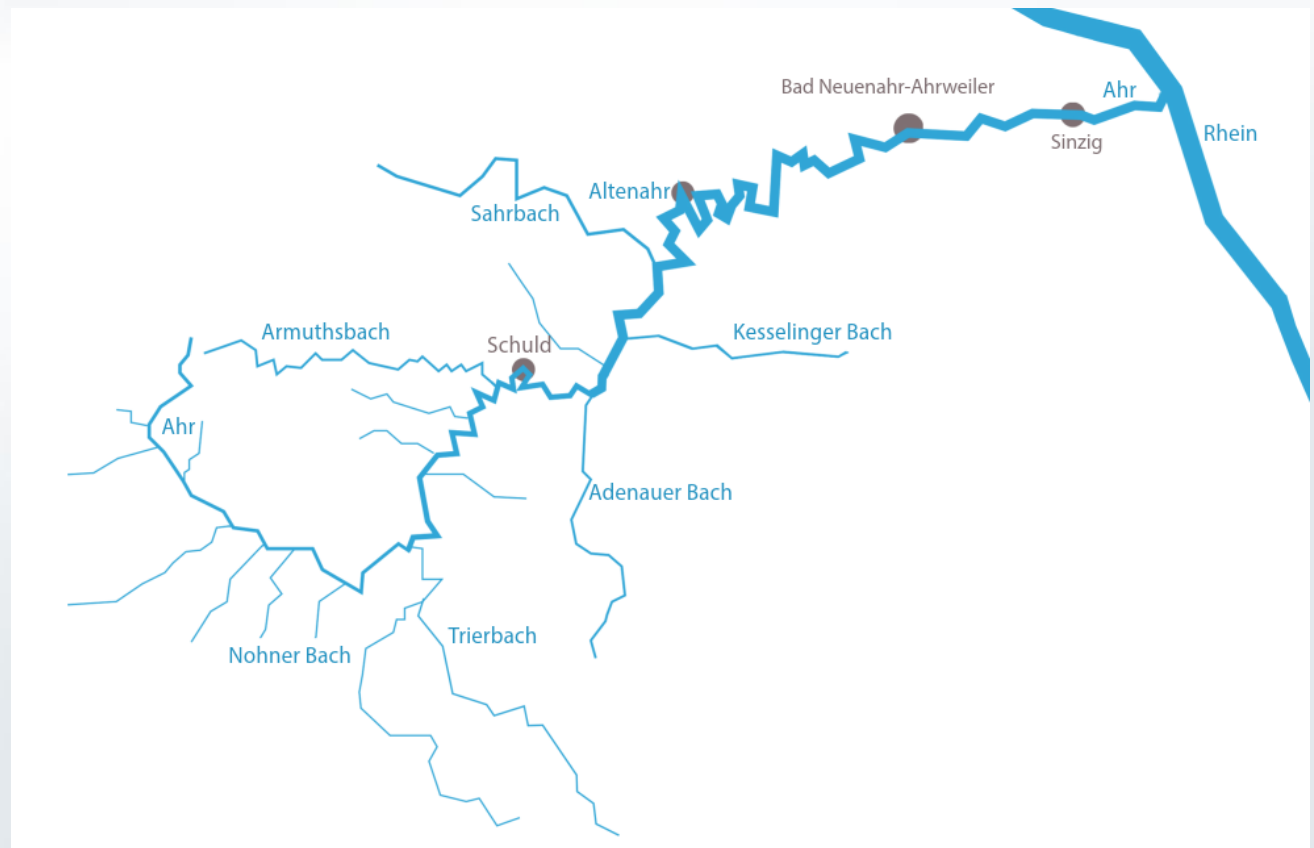 Bad Neuenahr-Ahrweiler
Ahr
Rhein
Sinzig
Altenahr
Sahrbach
Armuthsbach
Schuld
Kesselinger Bach
Ahr
Adenauer Bach
Trierbach
Nohner Bach